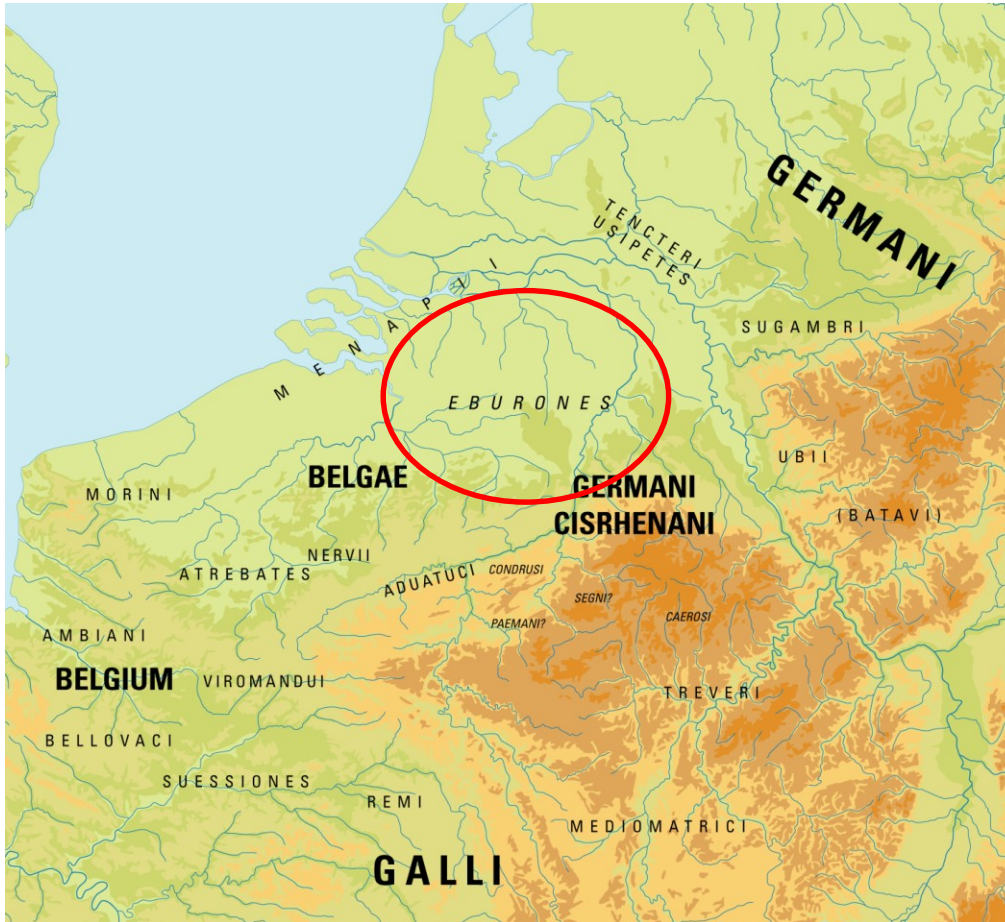 GERMANI
TENCTERI
USIPETES
SUGAMBRI
MENAPII
EBURONES
UBII
BELGAE
GERMANI
CISRHENANI
MORINI
(BATAVI)
NERVII
ATREBATES
ADUATUCI
CONDRUSI
SEGNI?
PAEMANI?
CAEROSI
AMBIANI
BELGIUM
VIROMANDUI
TREVERI
BELLOVACI
SUESSIONES
REMI
MEDIOMATRICI
GALLI